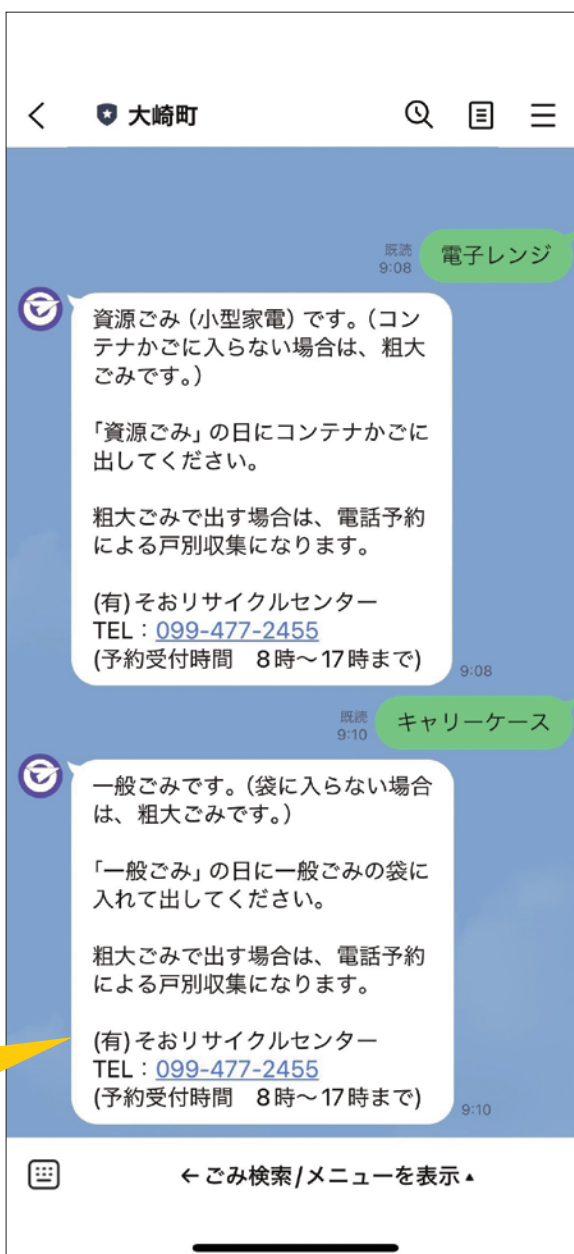 大崎町
既読
9:08
電子レンジ
資源ごみ（小型家電）です。（コン
テナかごに入らない場合は、粗大
ごみです。）
「資源ごみ」の日にコンテナかごに
出してください。
粗大ごみで出す場合は、電話予約
による戸別収集になります。
(有)そおリサイクルセンター
TEL：099-477-2455
(予約受付時間　8時〜17時まで)
9:08
既読
9:10
キャリーケース
一般ごみです。（袋に入らない場合
は、粗大ごみです。）
「一般ごみ」の日に一般ごみの袋に
入れて出してください。
粗大ごみで出す場合は、電話予約
による戸別収集になります。
(有)そおリサイクルセンター
TEL：099-477-2455
(予約受付時間　8時〜17時まで)
9:10
←ごみ検索/メニューを表示▲